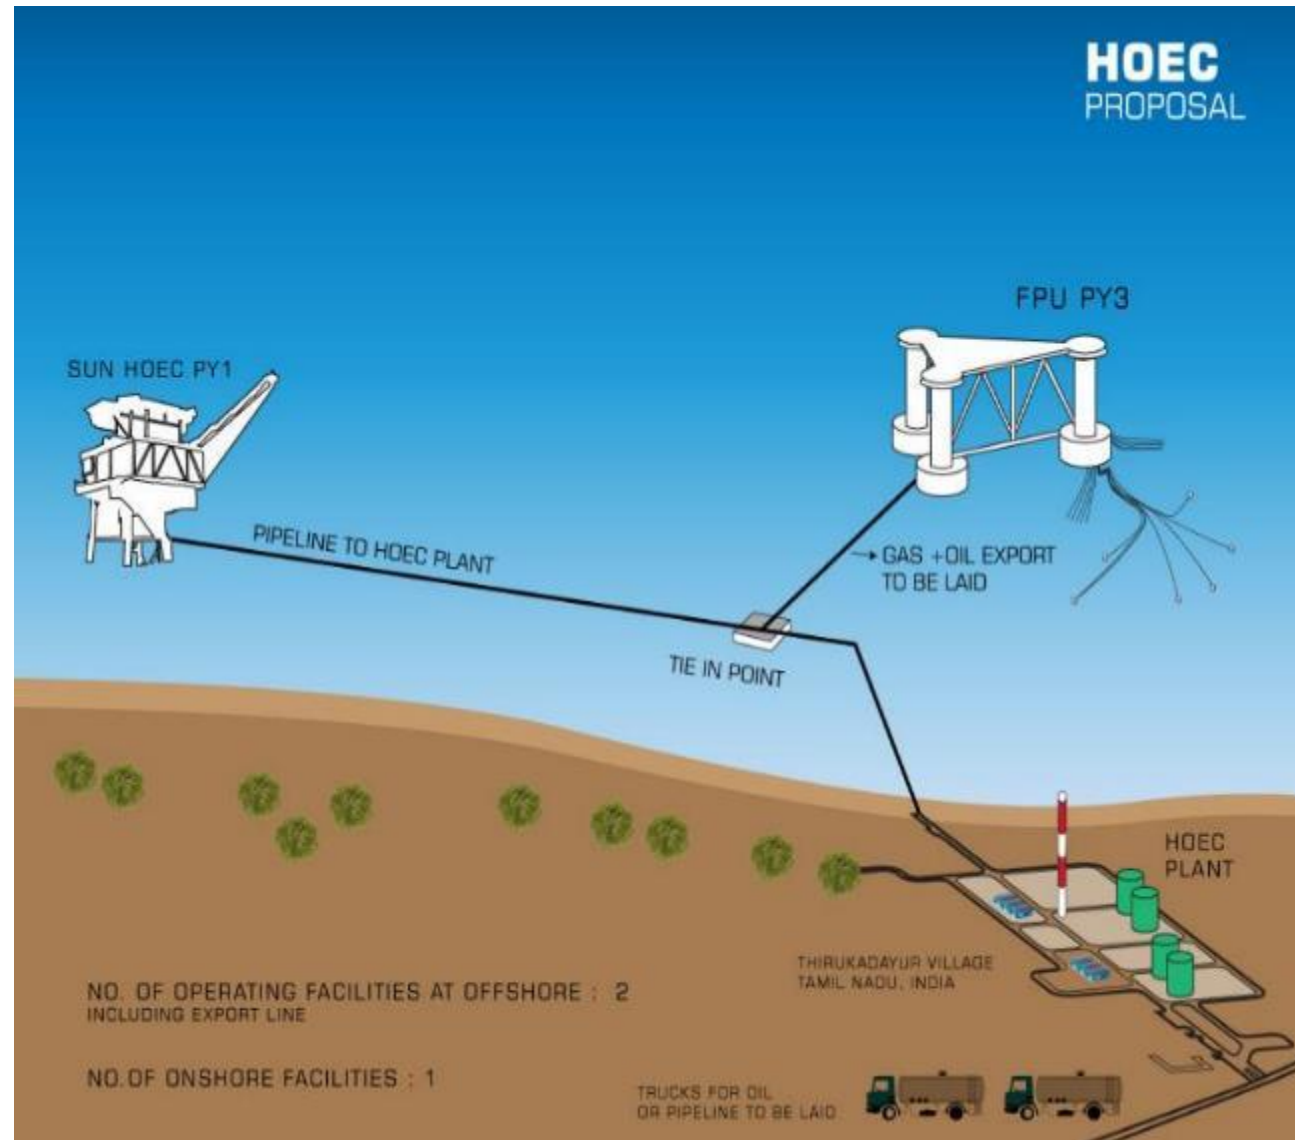 HOEC
PROPOSAL
FPU PY3
SUN HOEC PY1
PIPELINE TO HOEC PLANT
GAS +OIL EXPORT
TO BE LAID
TIE IN POINT
HOEC
PLANT
THIRUKADAYUR VILLAGE
TAMIL NADU, INDIA
NO. OF OPERATING FACILITIES AT OFFSHORE : 2
INCLUDING EXPORT LINE
NO.OF ONSHORE FACILITIES : 1
TRUCKS FOR OIL
OR PIPELINE TO BE LAID